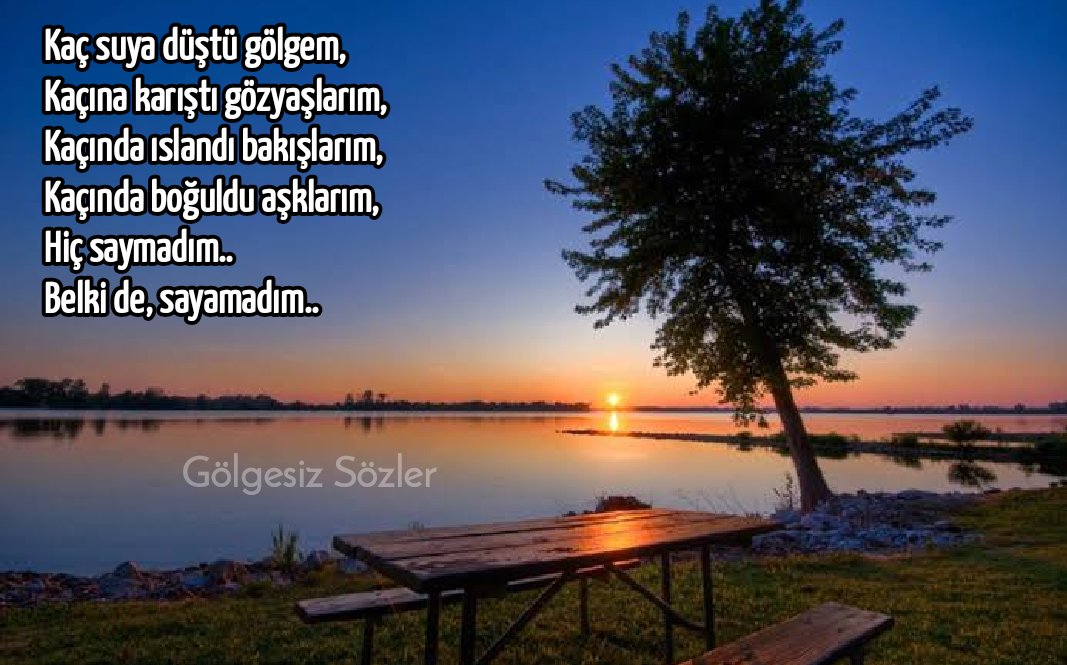 Kaç suya düştü gölgem,
Kaçına karıştı gözyaşlarım,
Kaçında ıslandı bakışlarım,
Kaçında boğuldu aşklarım,
Hiç saymadım..
Belki de, sayamadım..
Gölgesiz Sözler